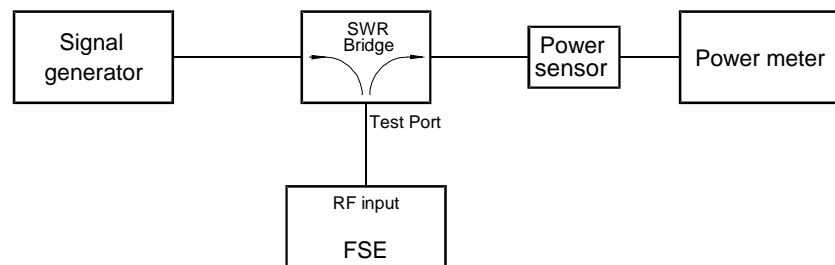 Signal
generator
SWR
Bridge
Power
sensor
Power meter
Test Port
RF input
FSE